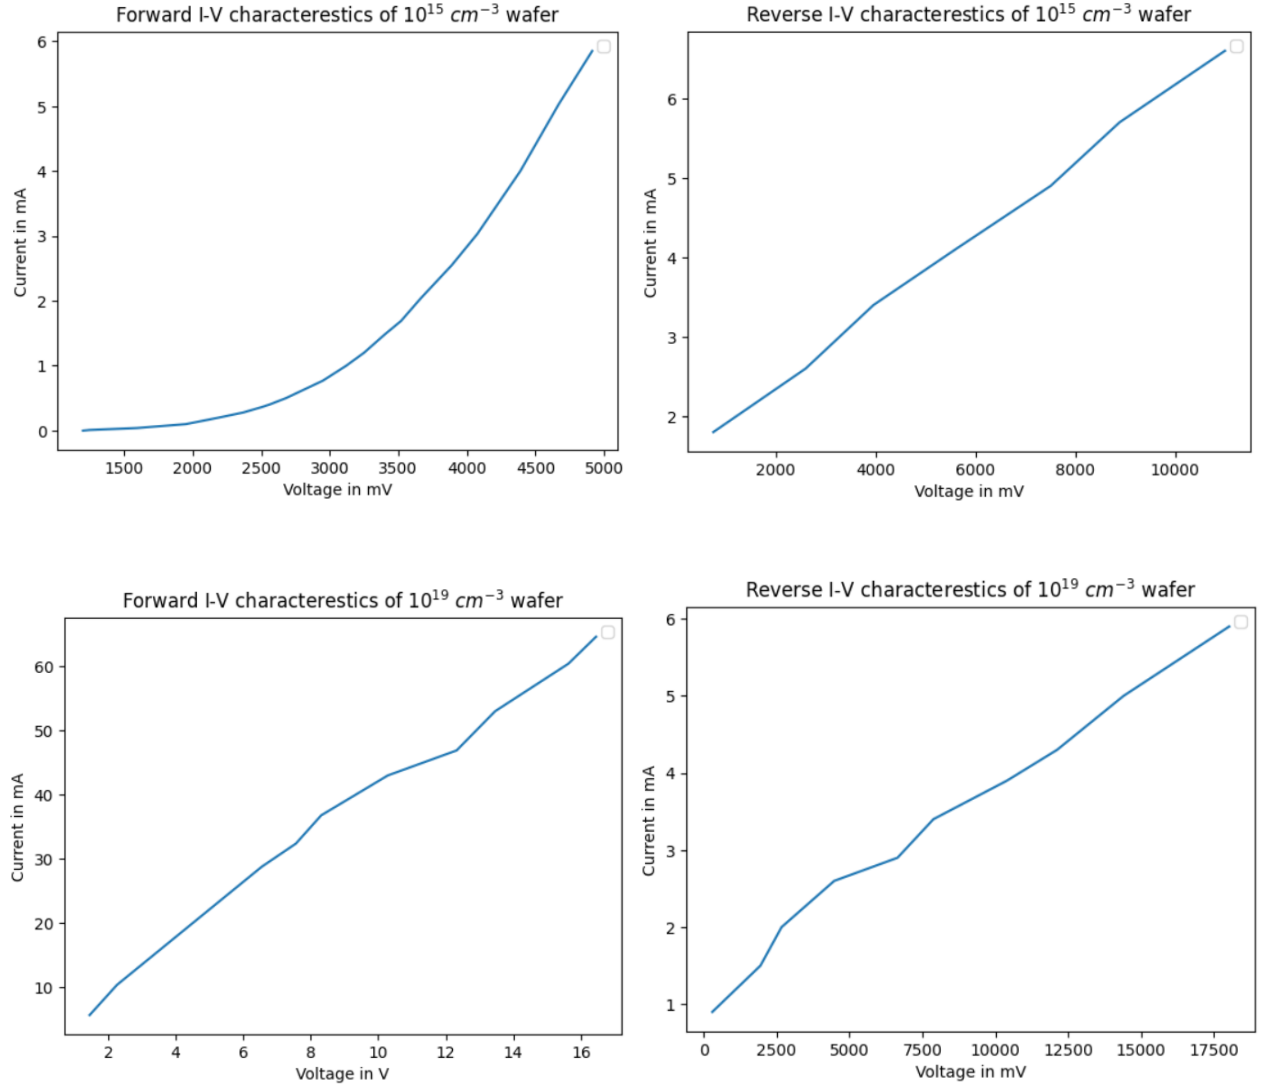 Forward I-V characterestics of 10¹⁵ cm⁻³ wafer
6
5
4
3
2
1
0
Current in mA
1500 2000 2500 3000 3500 4000 4500 5000
Voltage in mV
Reverse I-V characterestics of 10¹⁵ cm⁻³ wafer
6
5
4
3
2
Current in mA
2000 4000 6000 8000 10000
Voltage in mV
Forward I-V characterestics of 10¹⁹ cm⁻³ wafer
60
50
40
30
20
10
Current in mA
2 4 6 8 10 12 14 16
Voltage in V
Reverse I-V characterestics of 10¹⁹ cm⁻³ wafer
6
5
4
3
2
1
Current in mA
0 2500 5000 7500 10000 12500 15000 17500
Voltage in mV